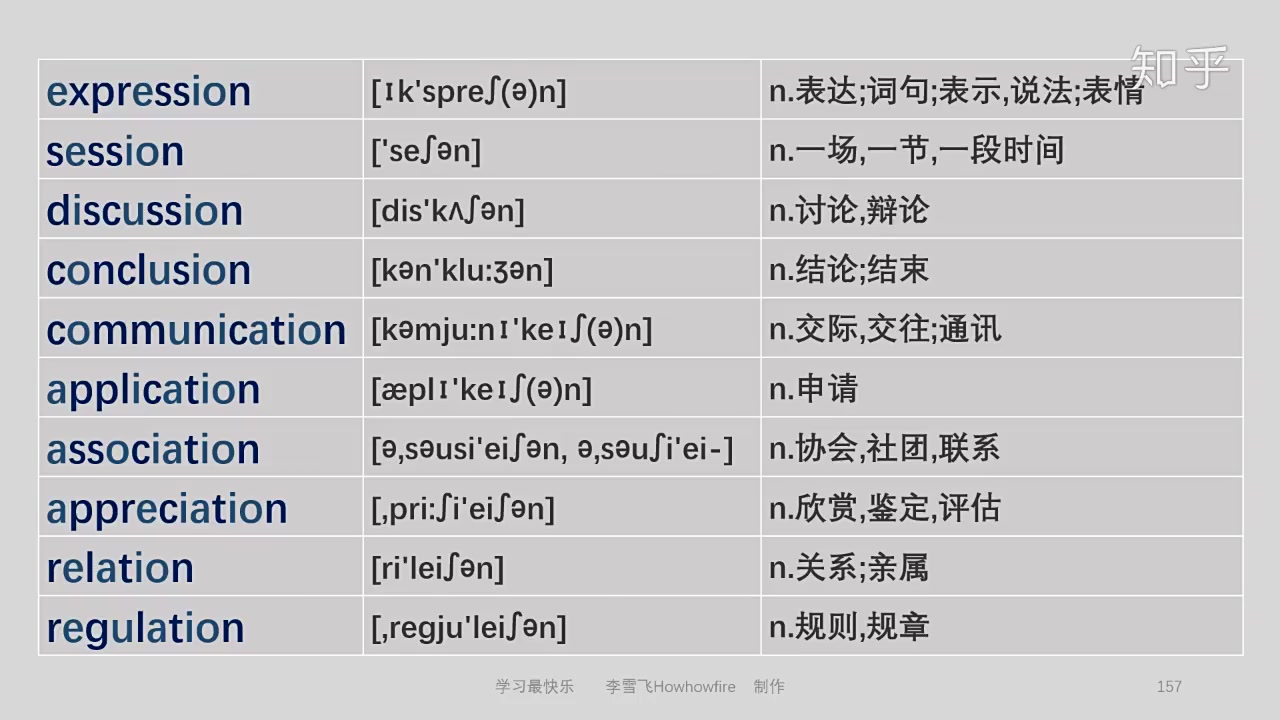 知乎
expression ['ɪk'spreʃ(ə)n] n.表达;词句;表示,说法;表情
session ['seʃən] n.一场,一节,一段时间
discussion [dis'kʌʃən] n.讨论,辩论
conclusion [kən'klu:ʒən] n.结论;结束
communication [kəmju:nɪ'keɪʃ(ə)n] n.交际,交往;通讯
application [æplɪ'keɪʃ(ə)n] n.申请
association [ə,səusi'eiʃən, ə,səuʃi'ei-] n.协会,社团,联系
appreciation [,pri:ʃi'eiʃən] n.欣赏,鉴定,评估
relation [ri'leiʃən] n.关系;亲属
regulation [,regju'leiʃən] n.规则,规章
学习最快乐 李雪飞Howhowfire 制作 157